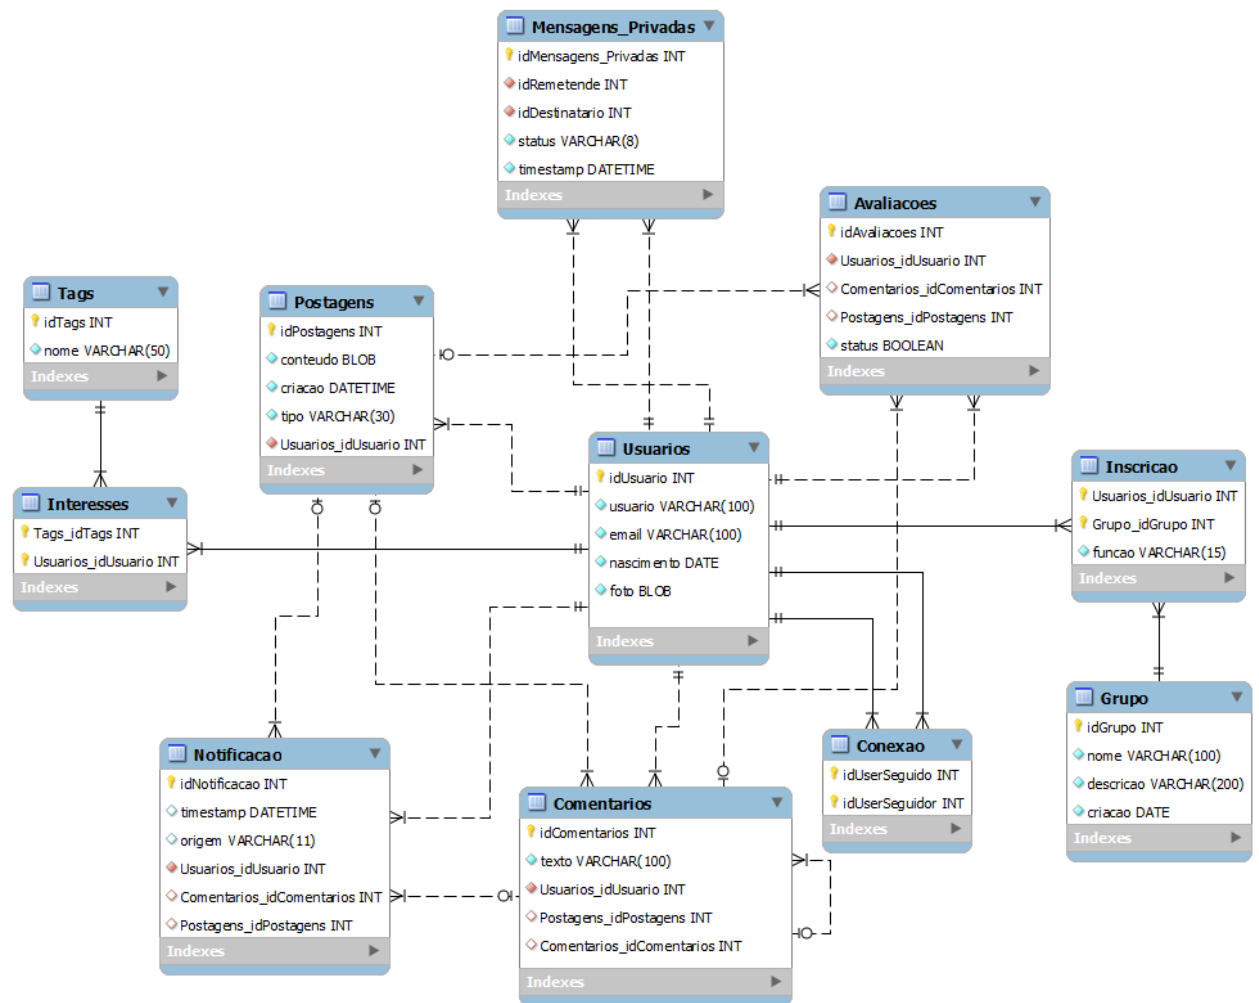 Mensagens_Privadas
idMensagens_Privadas INT
idRemetende INT
idDestinatario INT
status VARCHAR(8)
timestamp DATETIME
Indexes
Avaliacoes
idAvaliacoes INT
Usuarios_idUsuario INT
Comentarios_idComentarios INT
Postagens_idPostagens INT
status BOOLEAN
Indexes
Tags
idTags INT
nome VARCHAR(50)
Indexes
Postagens
idPostagens INT
conteudo BLOB
criacao DATETIME
tipo VARCHAR(30)
Usuarios_idUsuario INT
Indexes
Usuarios
idUsuario INT
usuario VARCHAR(100)
email VARCHAR(100)
nascimento DATE
foto BLOB
Indexes
Inscricao
Usuarios_idUsuario INT
Grupo_idGrupo INT
funcao VARCHAR(15)
Indexes
Interesses
Tags_idTags INT
Usuarios_idUsuario INT
Indexes
Grupo
idGrupo INT
nome VARCHAR(100)
descricao VARCHAR(200)
criacao DATE
Indexes
Notificacao
idNotificacao INT
timestamp DATETIME
origem VARCHAR(11)
Usuarios_idUsuario INT
Comentarios_idComentarios INT
Postagens_idPostagens INT
Indexes
Conexao
idUserSeguido INT
idUserSeguidor INT
Indexes
Comentarios
idComentarios INT
texto VARCHAR(100)
Usuarios_idUsuario INT
Postagens_idPostagens INT
Comentarios_idComentarios INT
Indexes